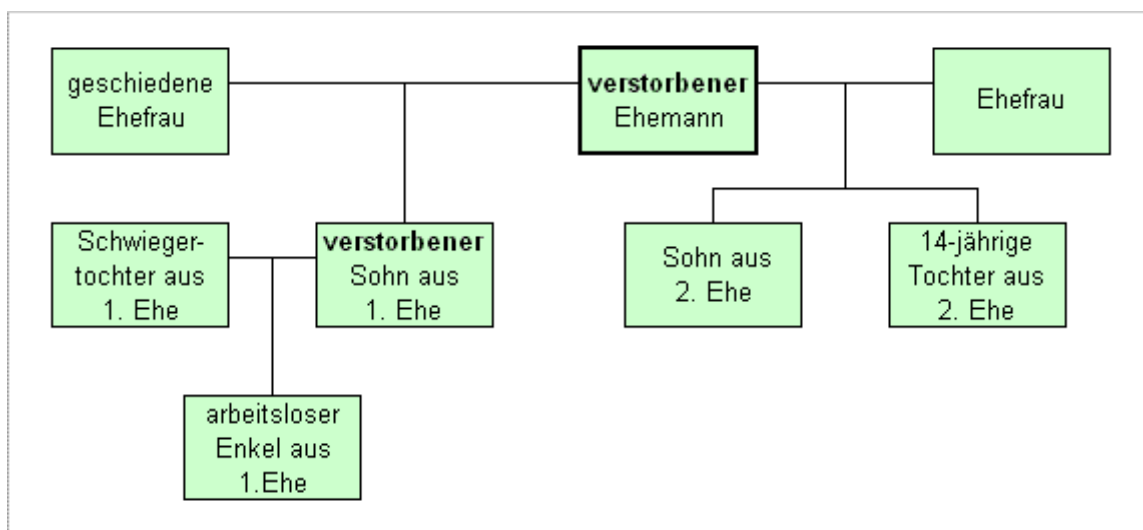 geschiedene
Ehefrau
verstorbener
Ehemann
Ehefrau
Schwieger-
tochter aus
1. Ehe
verstorbener
Sohn aus
1. Ehe
Sohn aus
2. Ehe
14-jährige
Tochter aus
2. Ehe
arbeitsloser
Enkel aus
1.Ehe